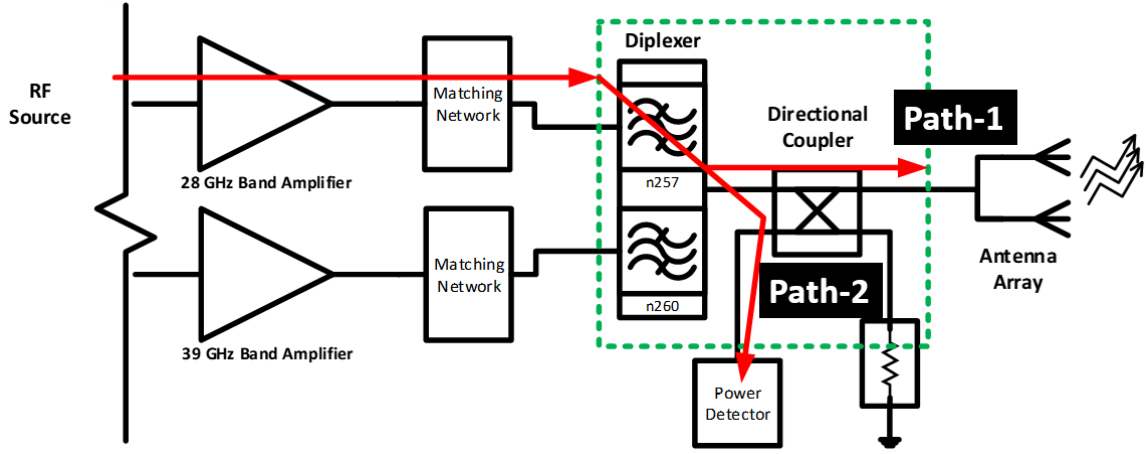 RF
Source
28 GHz Band Amplifier
Matching
Network
39 GHz Band Amplifier
Matching
Network
Diplexer
n257
n260
Directional
Coupler
Path-1
Path-2
Power
Detector
Antenna
Array